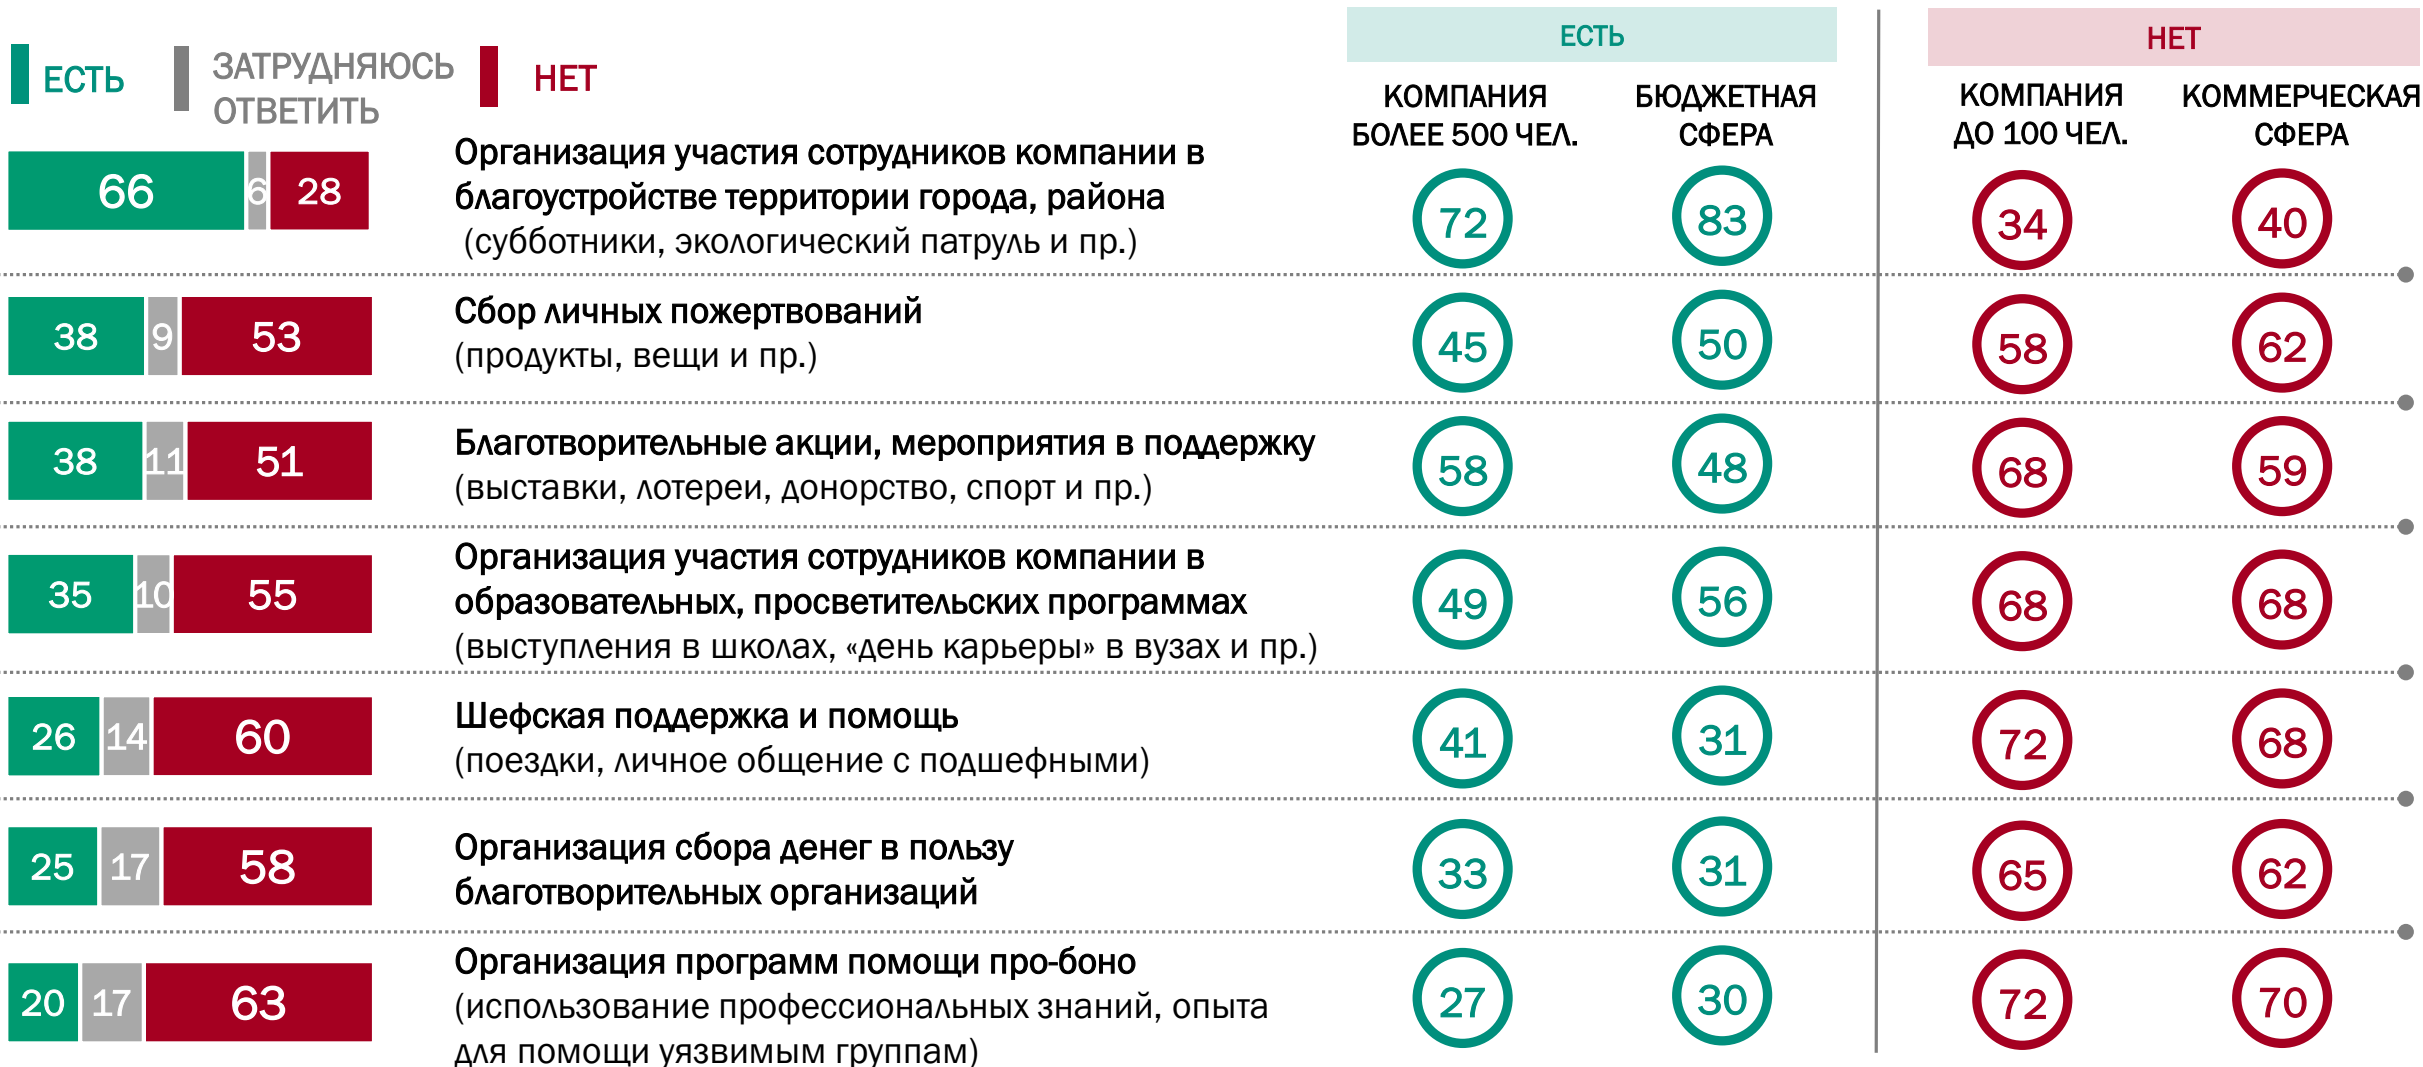 ЕСТЬ
ЗАТРУДНЯЮСЬ
ОТВЕТИТЬ
НЕТ
ЕСТЬ
НЕТ
КОМПАНИЯ
БОЛЕЕ 500 ЧЕЛ.
БЮДЖЕТНАЯ
СФЕРА
КОМПАНИЯ
ДО 100 ЧЕЛ.
КОММЕРЧЕСКАЯ
СФЕРА
66 6 28
Организация участия сотрудников компании в
благоустройстве территории города, района
(субботники, экологический патруль и пр.)
72 83 34 40
38 9 53
Сбор личных пожертвований
(продукты, вещи и пр.)
45 50 58 62
38 11 51
Благотворительные акции, мероприятия в поддержку
(выставки, лотереи, донорство, спорт и пр.)
58 48 68 59
35 10 55
Организация участия сотрудников компании в
образовательных, просветительских программах
(выступления в школах, «день карьеры» в вузах и пр.)
49 56 68 68
26 14 60
Шефская поддержка и помощь
(поездки, личное общение с подшефными)
41 31 72 68
25 17 58
Организация сбора денег в пользу
благотворительных организаций
33 31 65 62
20 17 63
Организация программ помощи про-боно
(использование профессиональных знаний, опыта
для помощи уязвимым группам)
27 30 72 70